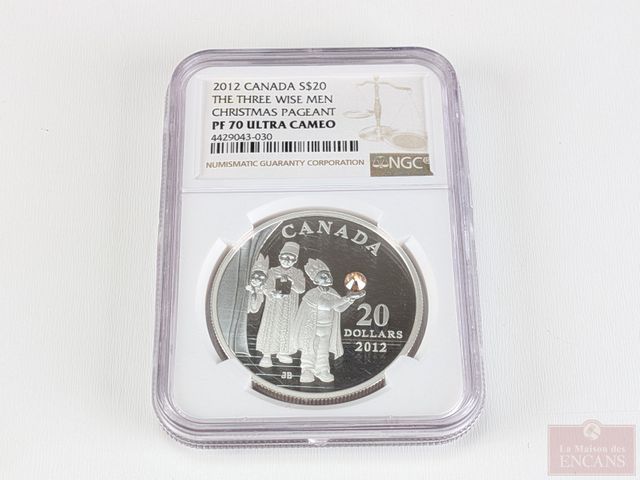 2012 CANADA S$20
THE THREE WISE MEN
CHRISTMAS PAGEANT
PF 70 ULTRA CAMEO
4429043-030
NUMISMATIC GUARANTY CORPORATION
NGC
CANADA
20
DOLLARS
2012
JB
La Maison des
ENCANS